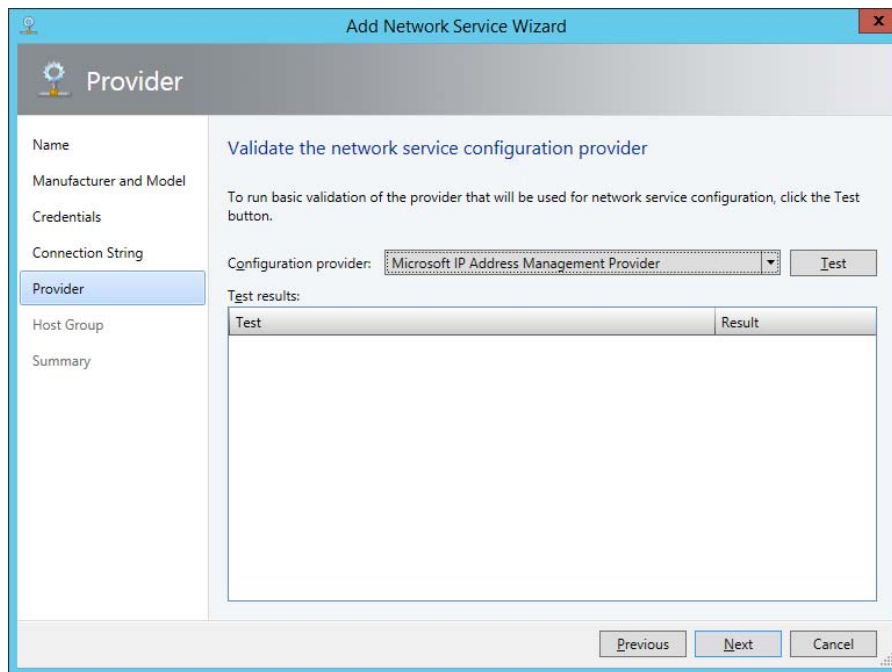 Add Network Service Wizard
x
Provider
Name
Manufacturer and Model
Credentials
Connection String
Provider
Host Group
Summary
Validate the network service configuration provider
To run basic validation of the provider that will be used for network service configuration, click the Test
button.
Configuration provider: Microsoft IP Address Management Provider Test
Test results:
Test Result
Previous Next Cancel